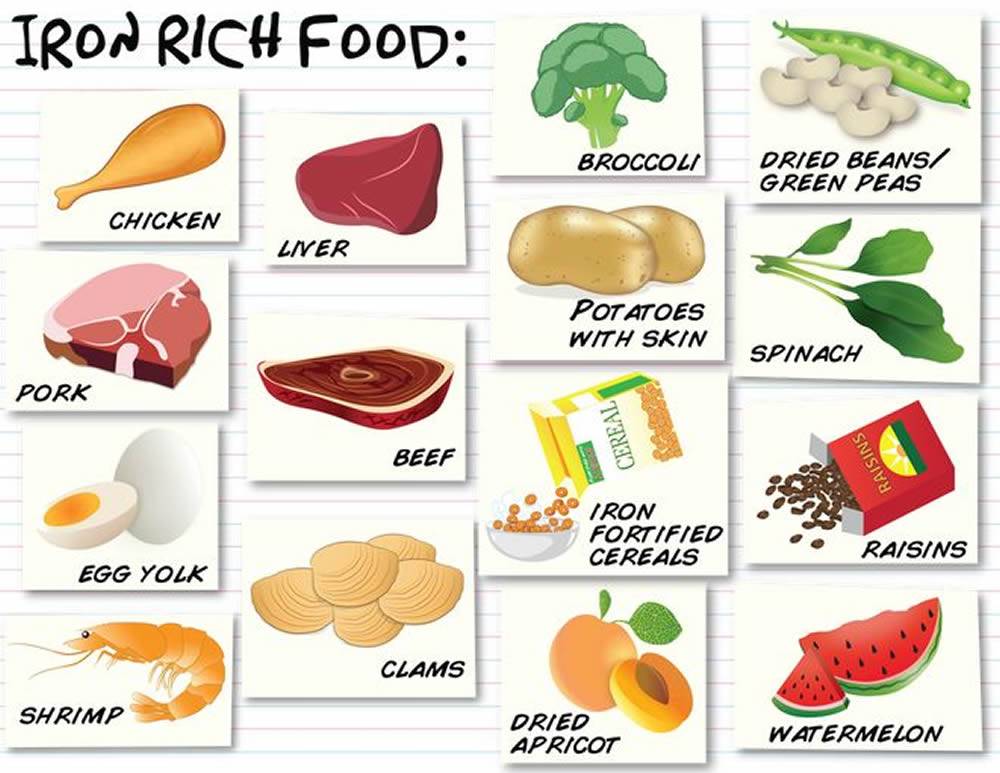 IRON RICH FOOD:
CHICKEN
LIVER
BROCCOLI
DRIED BEANS/
GREEN PEAS
PORK
BEEF
POTATOES
WITH SKIN
SPINACH
EGG YOLK
CLAMS
CEREAL
IRON
FORTIFIED
CEREALS
RAISINS
RAISINS
SHRIMP
DRIED
APRICOT
WATERMELON